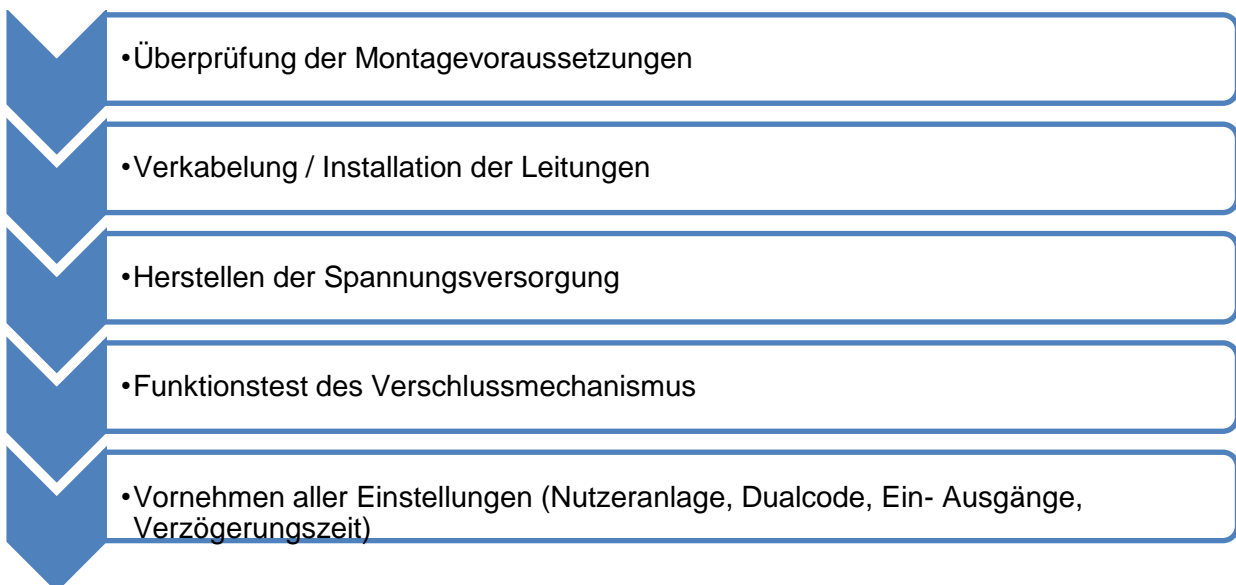 •Überprüfung der Montagevoraussetzungen
•Verkabelung / Installation der Leitungen
•Herstellen der Spannungsversorgung
•Funktionstest des Verschlussmechanismus
•Vornehmen aller Einstellungen (Nutzeranlage, Dualcode, Ein- Ausgänge,
Verzögerungszeit)